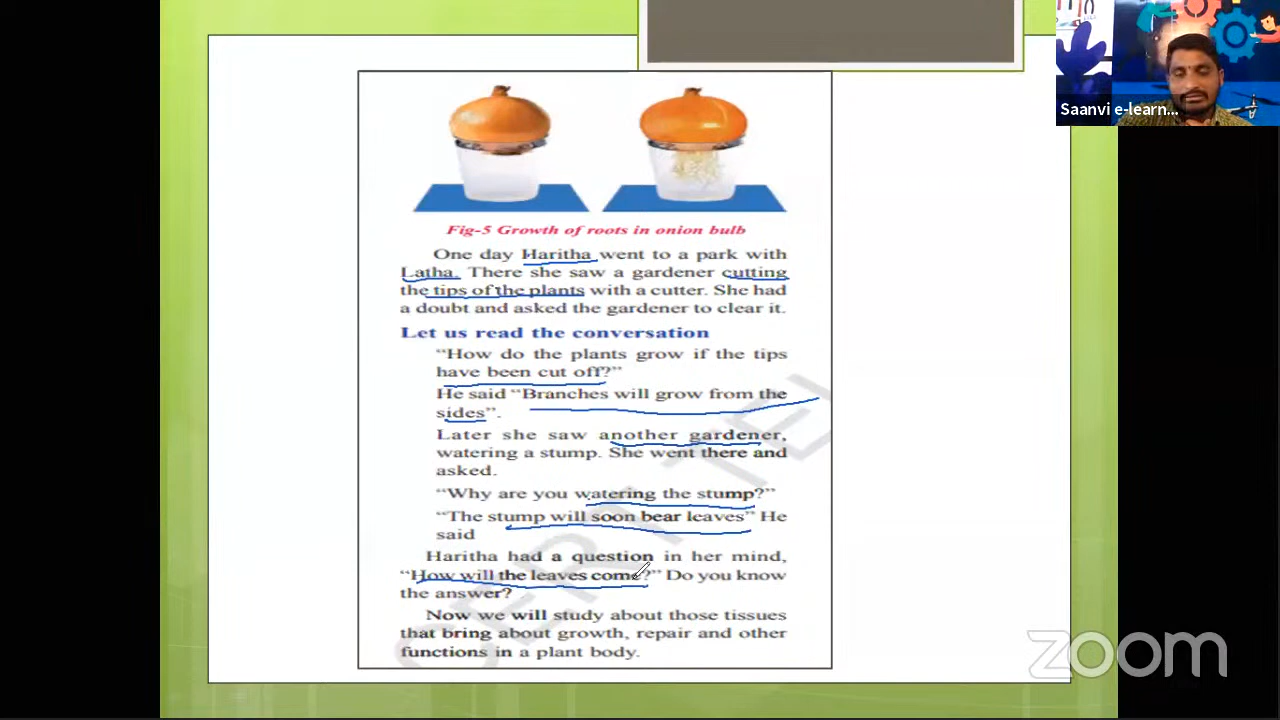 Saanvi e-learn...
Fig-5 Growth of roots in onion bulb
One day Haritha went to a park with
Latha. There she saw a gardener cutting
the tips of the plants with a cutter. She had
a doubt and asked the gardener to clear it.
Let us read the conversation
“How do the plants grow if the tips
have been cut off?”
He said “Branches will grow from the
sides”.
Later she saw another gardener,
watering a stump. She went there and
asked.
“Why are you watering the stump?”
“The stump will soon bear leaves” He
said
Haritha had a question in her mind,
“How will the leaves come?” Do you know
the answer?
Now we will study about those tissues
that bring about growth, repair and other
functions in a plant body.
zoom